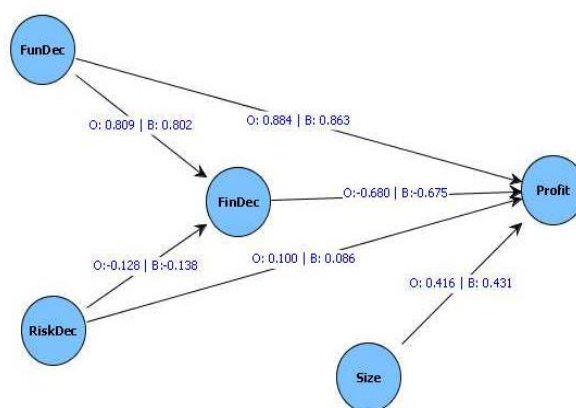 FunDec
O: 0.809 | B: 0.802
O: 0.884 | B: 0.863
FinDec
O:-0.680 | B:-0.675
Profit
O:-0.128 | B:-0.138
O: 0.100 | B: 0.086
O: 0.416 | B: 0.431
RiskDec
Size